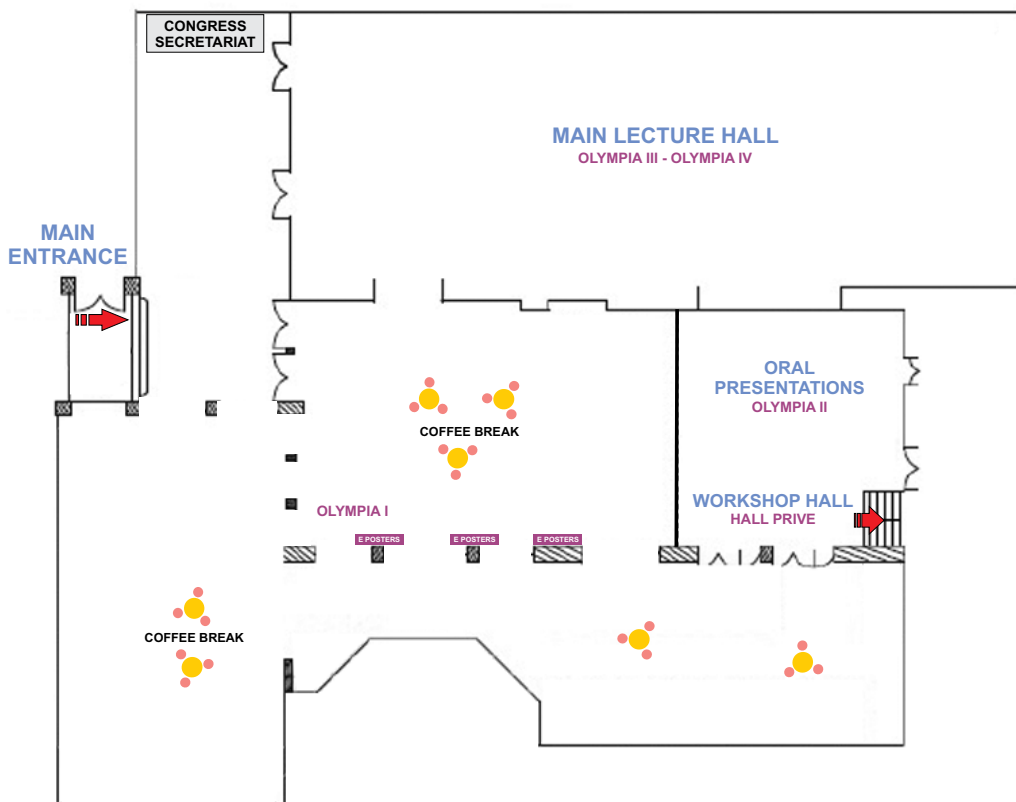 CONGRESS
SECRETARIAT
MAIN LECTURE HALL
OLYMPIA III - OLYMPIA IV
MAIN
ENTRANCE
ORAL
PRESENTATIONS
OLYMPIA II
COFFEE BREAK
WORKSHOP HALL
HALL PRIVE
OLYMPIA I
E POSTERS
E POSTERS
E POSTERS
COFFEE BREAK